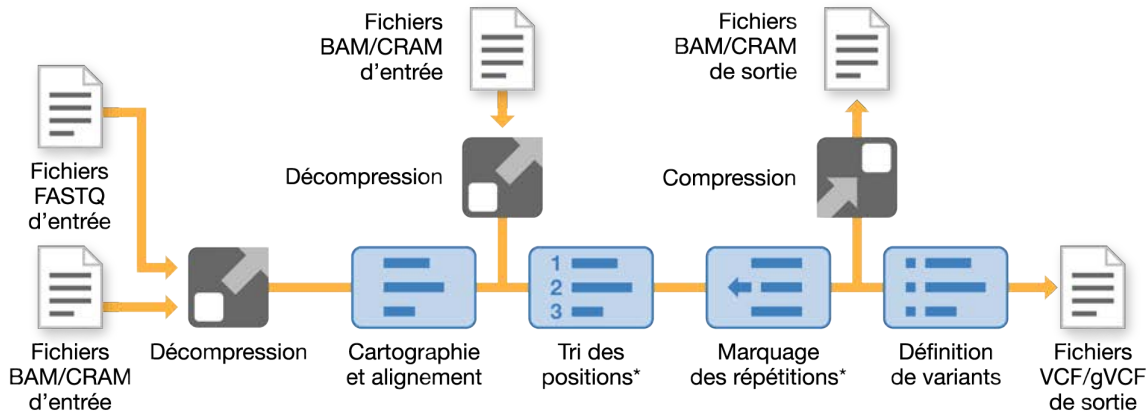 Fichiers
BAM/CRAM
d'entrée
Fichiers
BAM/CRAM
de sortie
Fichiers
FASTQ
d'entrée
Décompression
Compression
1
2
3
Fichiers
BAM/CRAM
d'entrée
Décompression
Cartographie
et alignement
Tri des
positions*
Marquage
des répétitions*
Définition
de variants
Fichiers
VCF/gVCF
de sortie